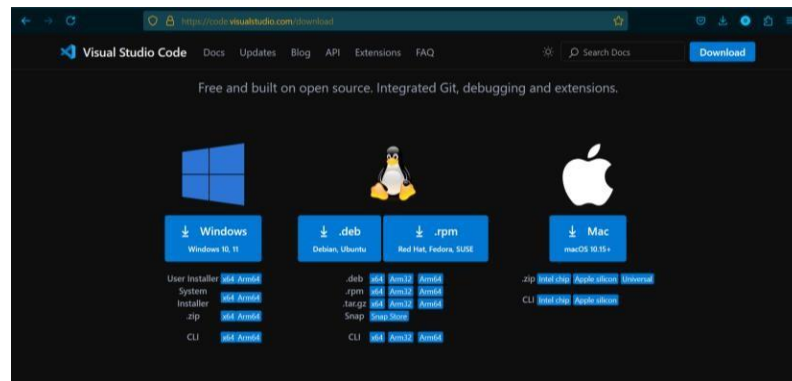 https://code.visualstudio.com/download
Visual Studio Code Docs Updates Blog API Extensions FAQ Search Docs Download
Free and built on open source. Integrated Git, debugging and extensions.
Windows
Windows 10, 11
.deb
Debian, Ubuntu
.rpm
Red Hat, Fedora, SUSE
Mac
macOS 10.15+
User Installer x64 Arm64
System
Installer x64 Arm64
.zip x64 Arm64
CLI x64 Arm64
.deb x64 Arm32 Arm64
.rpm x64 Arm32 Arm64
.tar.gz x64 Arm32 Arm64
Snap Snap Store
CLI x64 Arm32 Arm64
.zip Intel chip Apple silicon Universal
CLI Intel chip Apple silicon